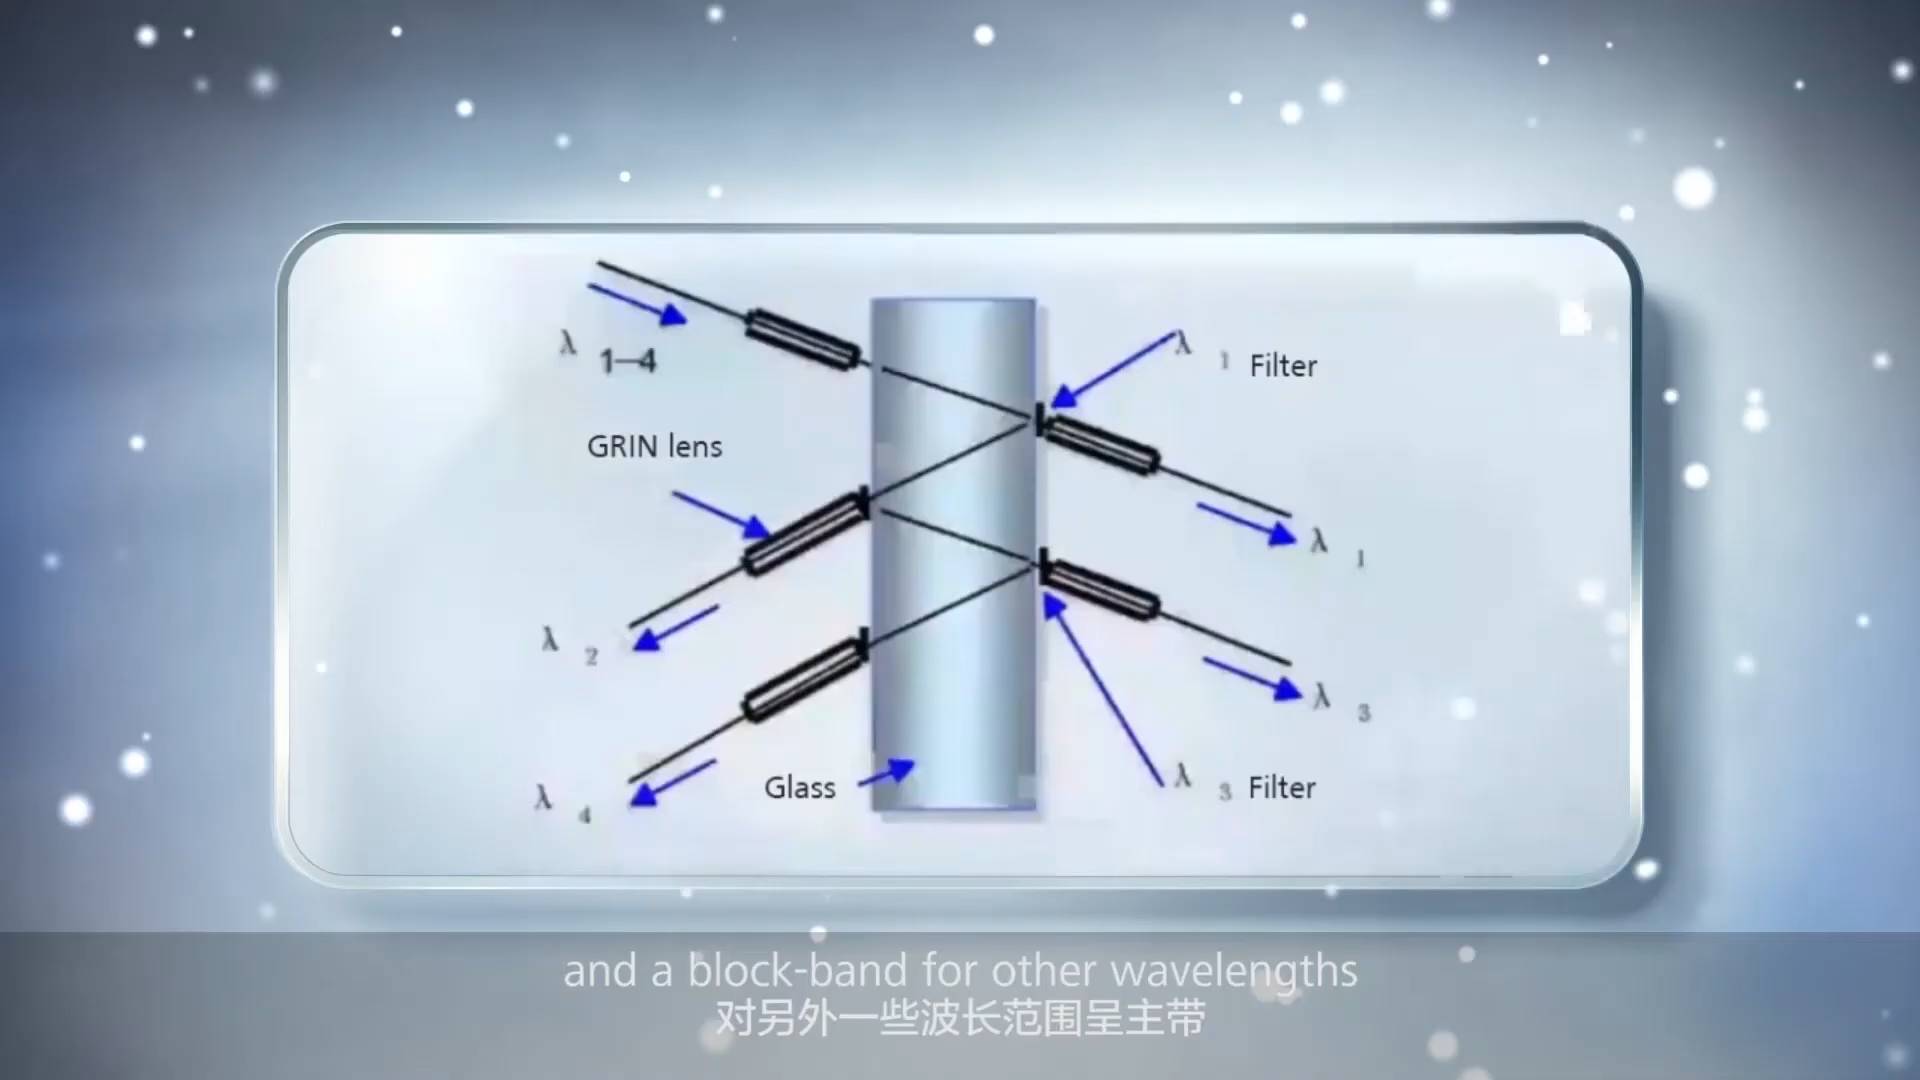 λ 1—4
λ 1 Filter
GRIN lens
λ 1
λ 2
λ 3
Glass
λ 3 Filter
λ 4
and a block-band for other wavelengths
对另外一些波长范围呈主带